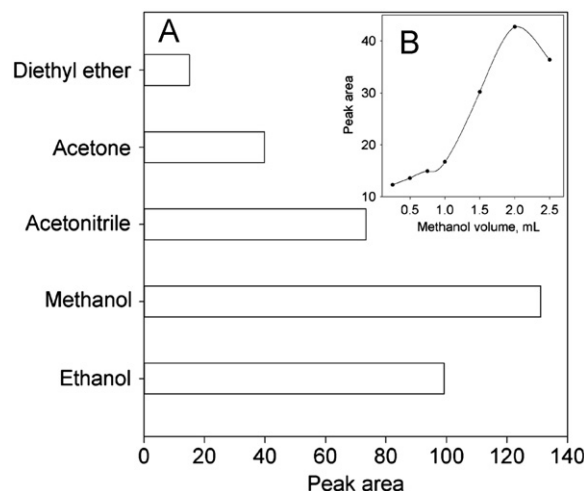 A
Diethyl ether
Acetone
Acetonitrile
Methanol
Ethanol
0 20 40 60 80 100 120 140
Peak area
B
40
30
20
10
Peak area
0.5 1.0 1.5 2.0 2.5
Methanol volume, mL